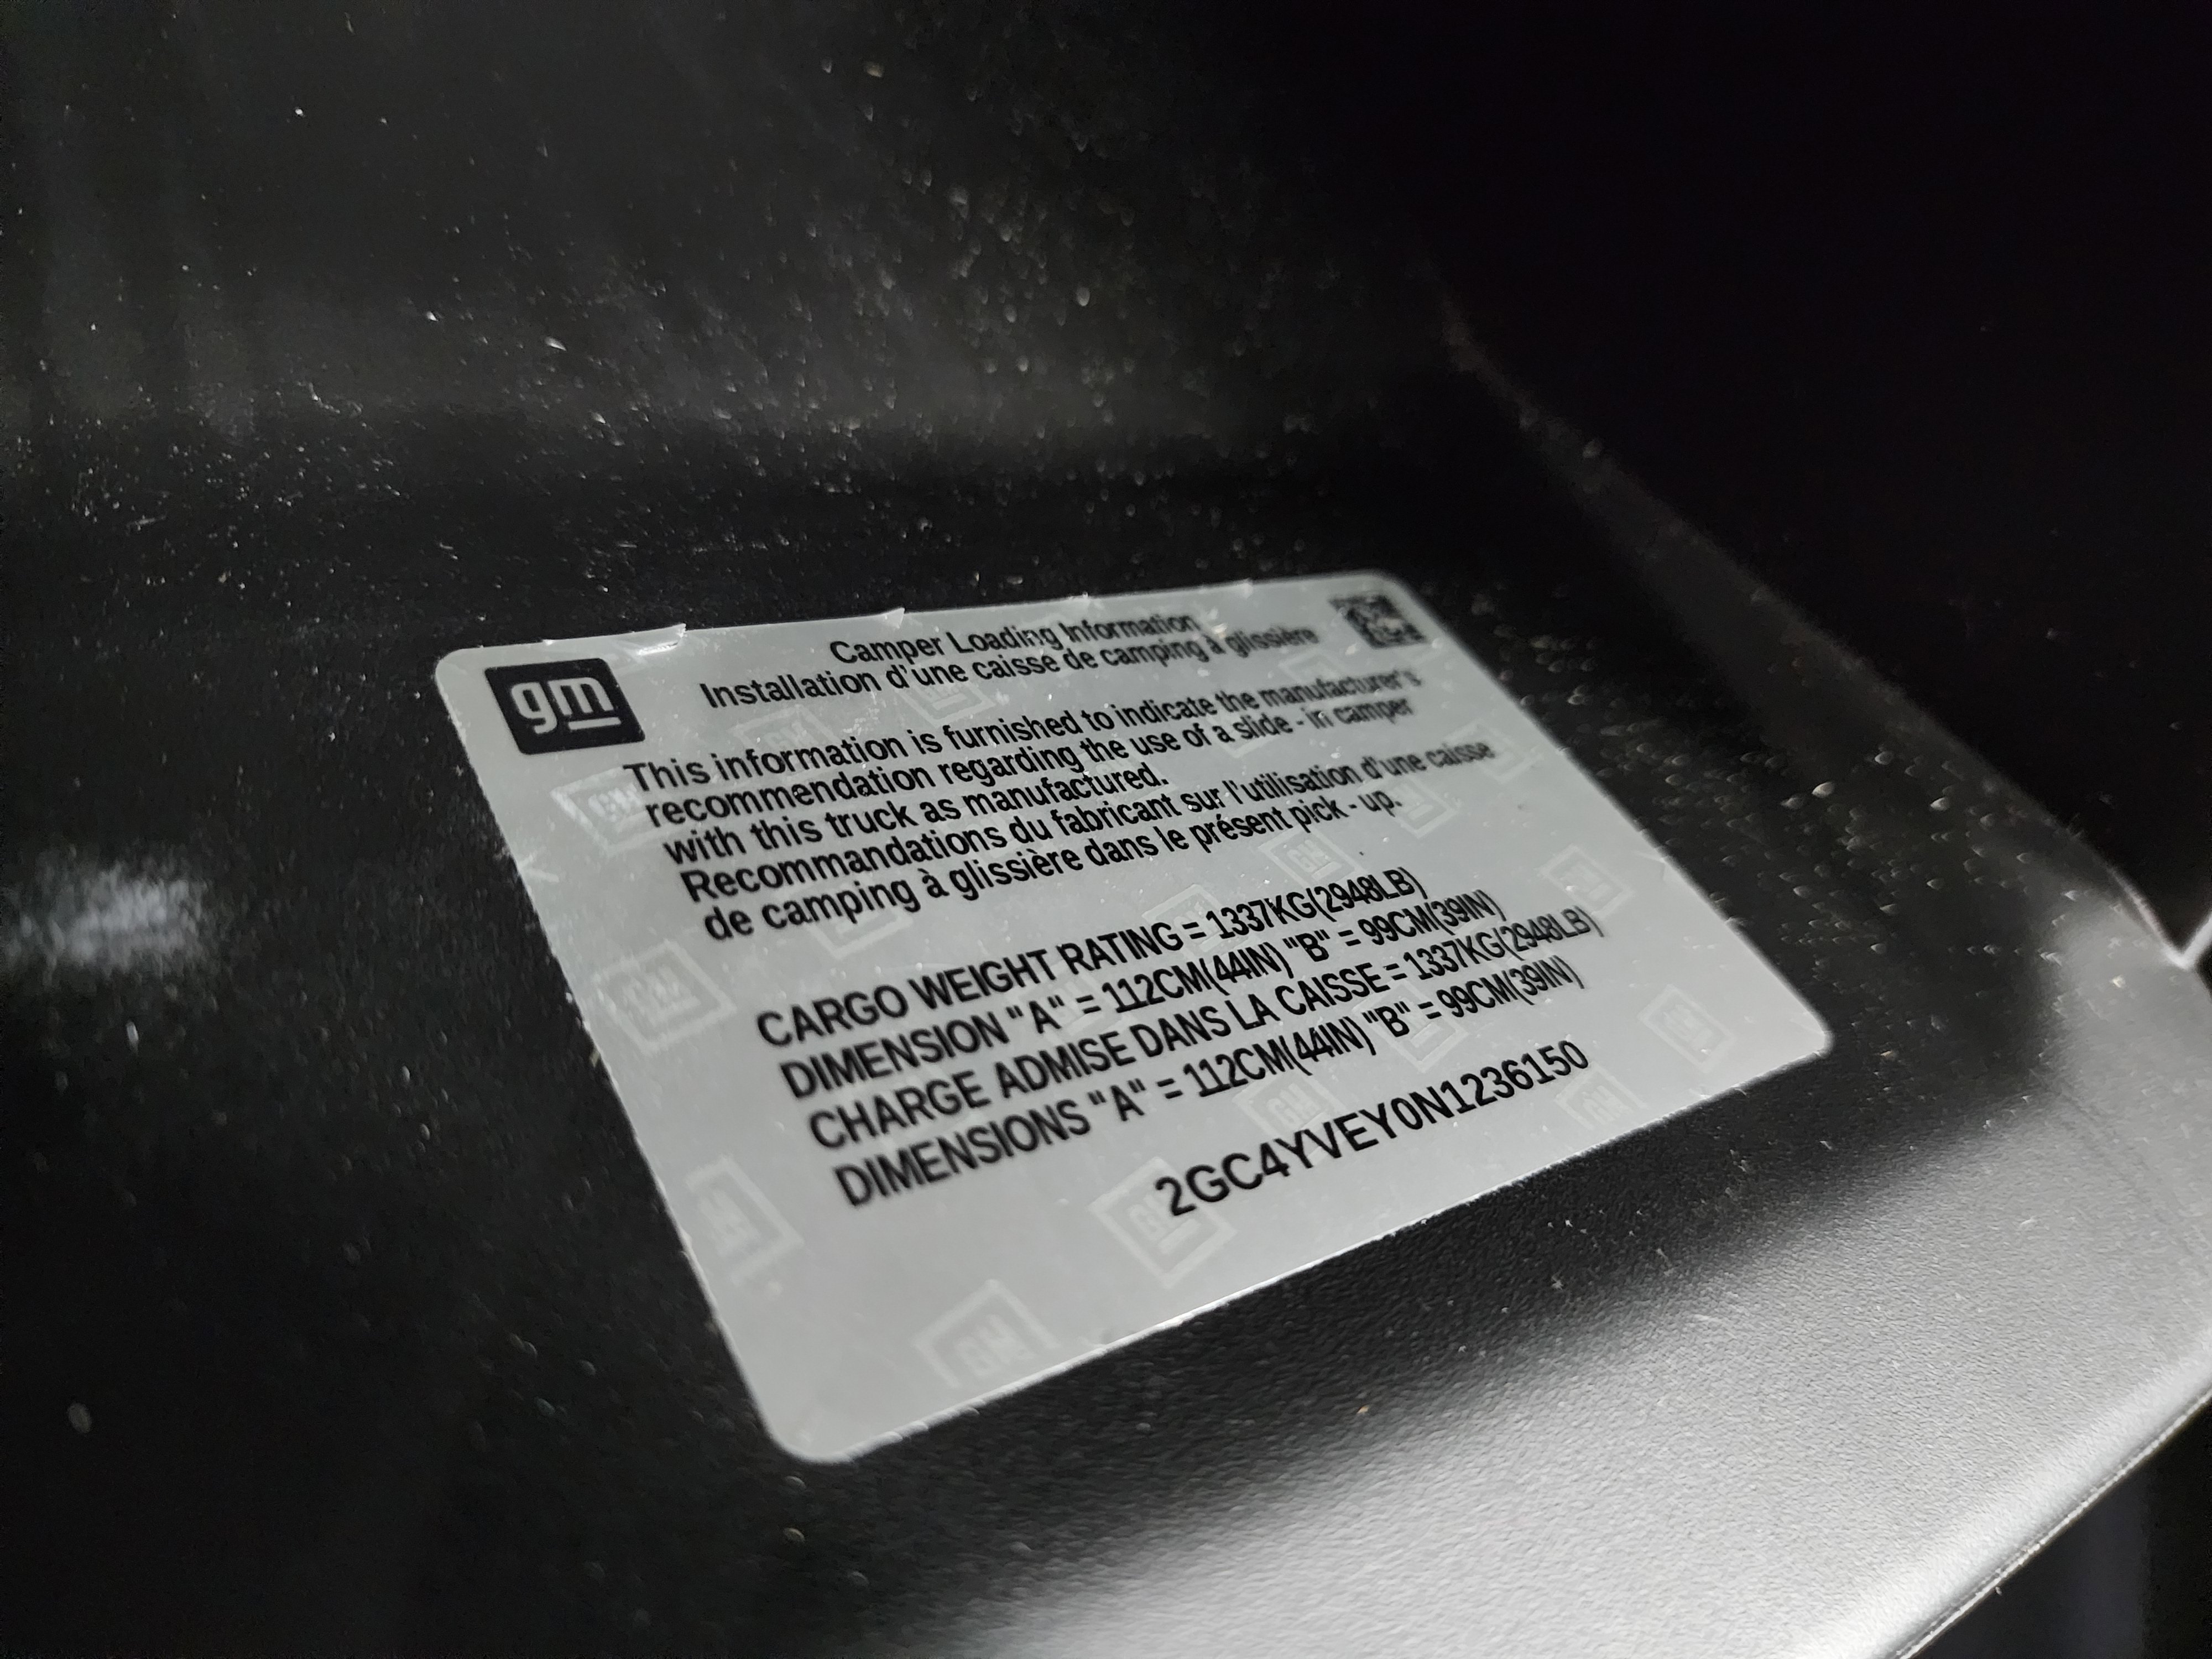 gm
Camper Loading Information
Installation d'une caisse de camping à glissière
This information is furnished to indicate the manufacturer's
recommendation regarding the use of a slide - in camper
with this truck as manufactured.
Recommandations du fabricant sur l'utilisation d'une caisse
de camping à glissière dans le présent pick - up.
CARGO WEIGHT RATING = 1337KG(2948LB)
DIMENSION "A" = 112CM(44IN) "B" = 99CM(39IN)
CHARGE ADMISE DANS LA CAISSE = 1337KG(2948LB)
DIMENSIONS "A" = 112CM(44IN) "B" = 99CM(39IN)
2GC4YVEY0N1236150